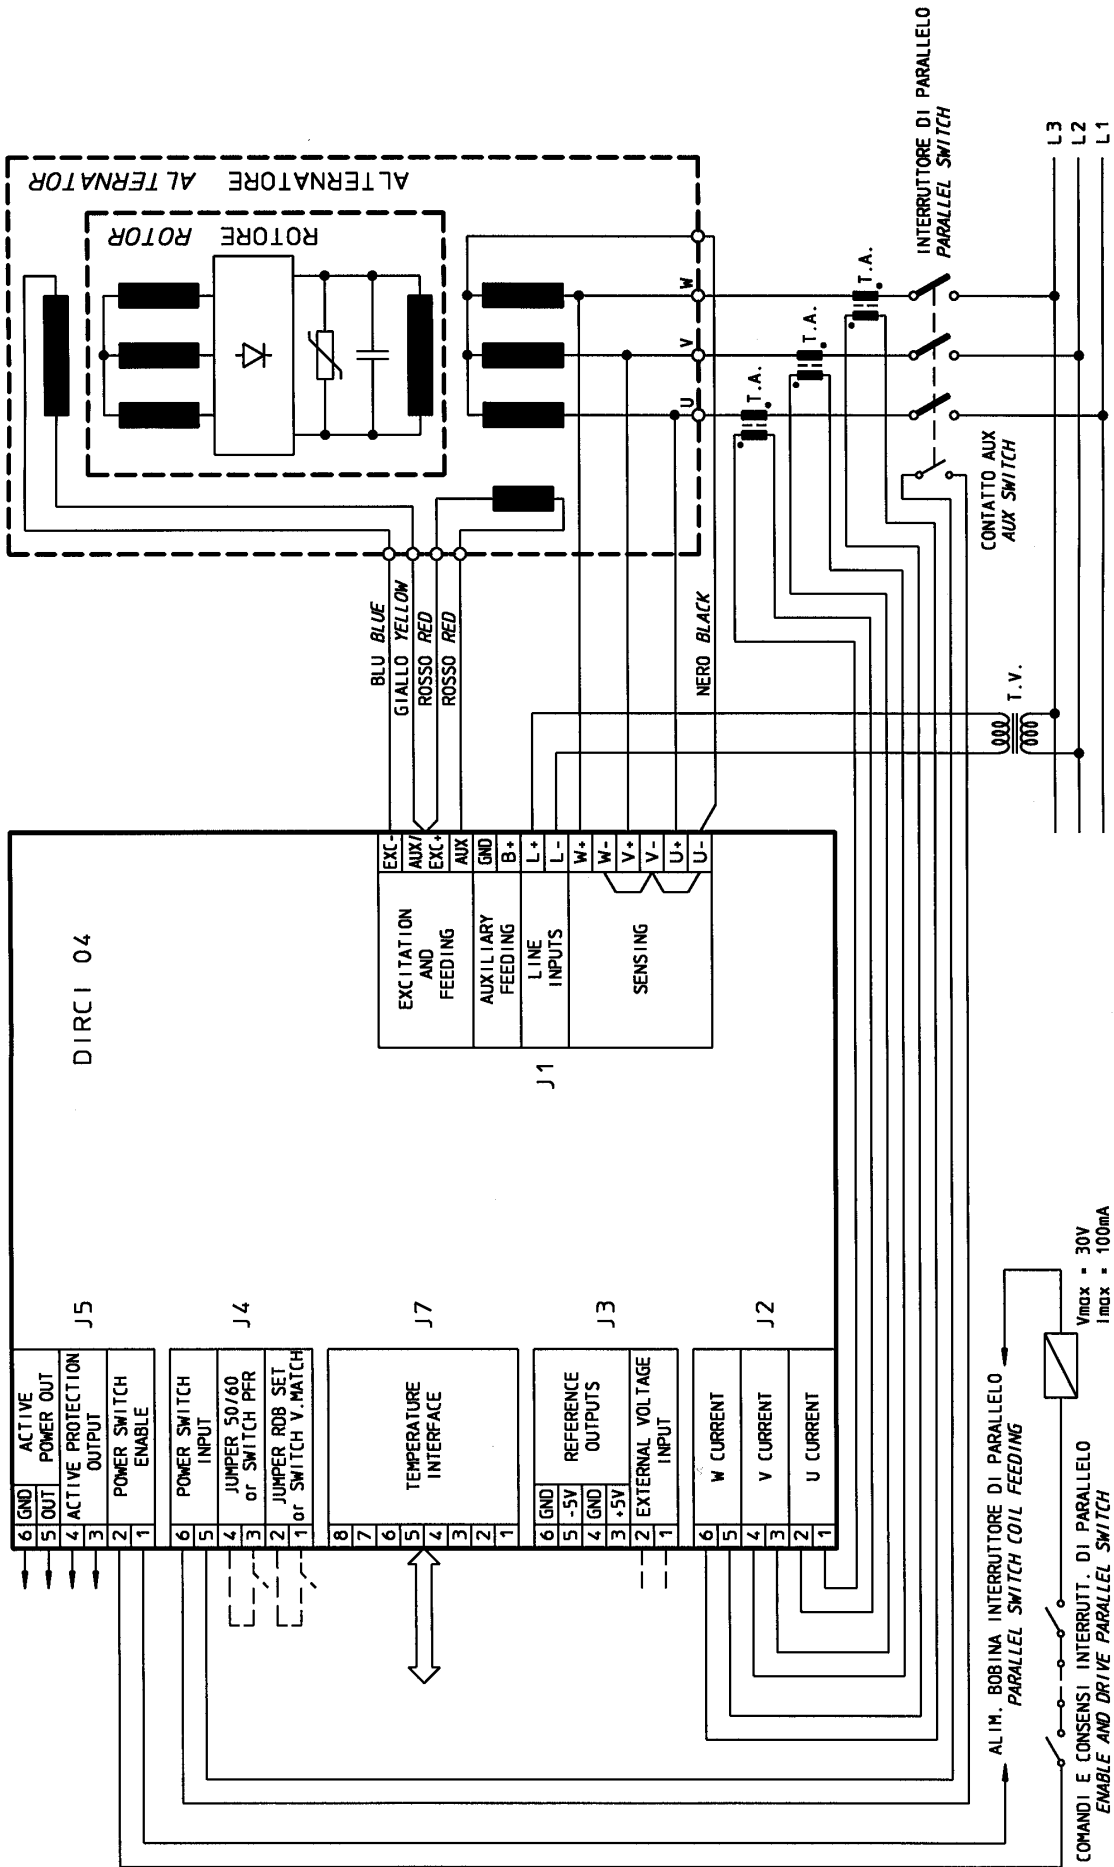 DIRCI 04
J5
6 GND
5 OUT
4
3
2
1
ACTIVE
POWER OUT
ACTIVE PROTECTION
OUTPUT
POWER SWITCH
ENABLE
J4
6
5
4
3
2
1
POWER SWITCH
INPUT
JUMPER 50/60
or SWITCH PFR
JUMPER RDB SET
or SWITCH V.MATCH
J7
8
7
6
5
4
3
2
1
TEMPERATURE
INTERFACE
J3
6 GND
5 -5V
4 GND
3 +5V
2
1
REFERENCE
OUTPUTS
EXTERNAL VOLTAGE
INPUT
J2
6
5
4
3
2
1
W CURRENT
V CURRENT
U CURRENT
J1
EXCITATION
AND
FEEDING
AUXILIARY
FEEDING
LINE
INPUTS
SENSING
EXC-
AUX/
EXC+
AUX
GND
B+
L+
L-
W+
W-
V+
V-
U+
U-
BLU BLUE
GIALLO YELLOW
ROSSO RED
ROSSO RED
NERO BLACK
ALTERNATORE ALTERNATOR
ROTORE ROTOR
W
V
U
T.A.
T.A.
T.A.
INTERRUTTORE DI PARALLELO
PARALLEL SWITCH
CONTATTO AUX
AUX SWITCH
T.V.
L3
L2
L1
ALIM. BOBINA INTERRUTTORE DI PARALLELO
PARALLEL SWITCH COIL FEEDING
COMANDI E CONSENSI INTERRUTT. DI PARALLELO
ENABLE AND DRIVE PARALLEL SWITCH
Vmax = 30V
Imax = 100mA